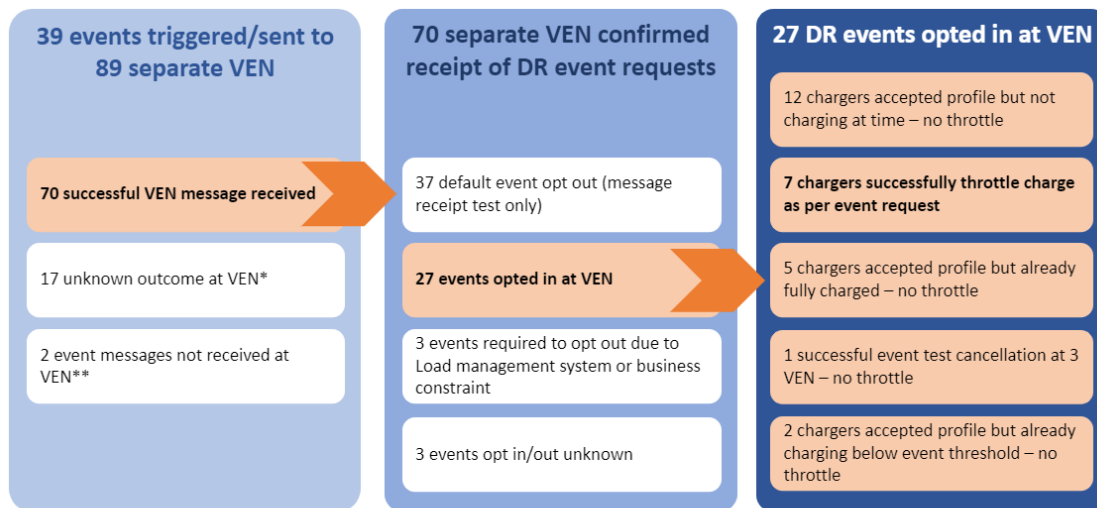 39 events triggered/sent to
89 separate VEN
70 successful VEN message received
17 unknown outcome at VEN*
2 event messages not received at
VEN**
70 separate VEN confirmed
receipt of DR event requests
37 default event opt out (message
receipt test only)
27 events opted in at VEN
3 events required to opt out due to
Load management system or business
constraint
3 events opt in/out unknown
27 DR events opted in at VEN
12 chargers accepted profile but not
charging at time – no throttle
7 chargers successfully throttle charge
as per event request
5 chargers accepted profile but already
fully charged – no throttle
1 successful event test cancellation at 3
VEN – no throttle
2 chargers accepted profile but already
charging below event threshold – no
throttle